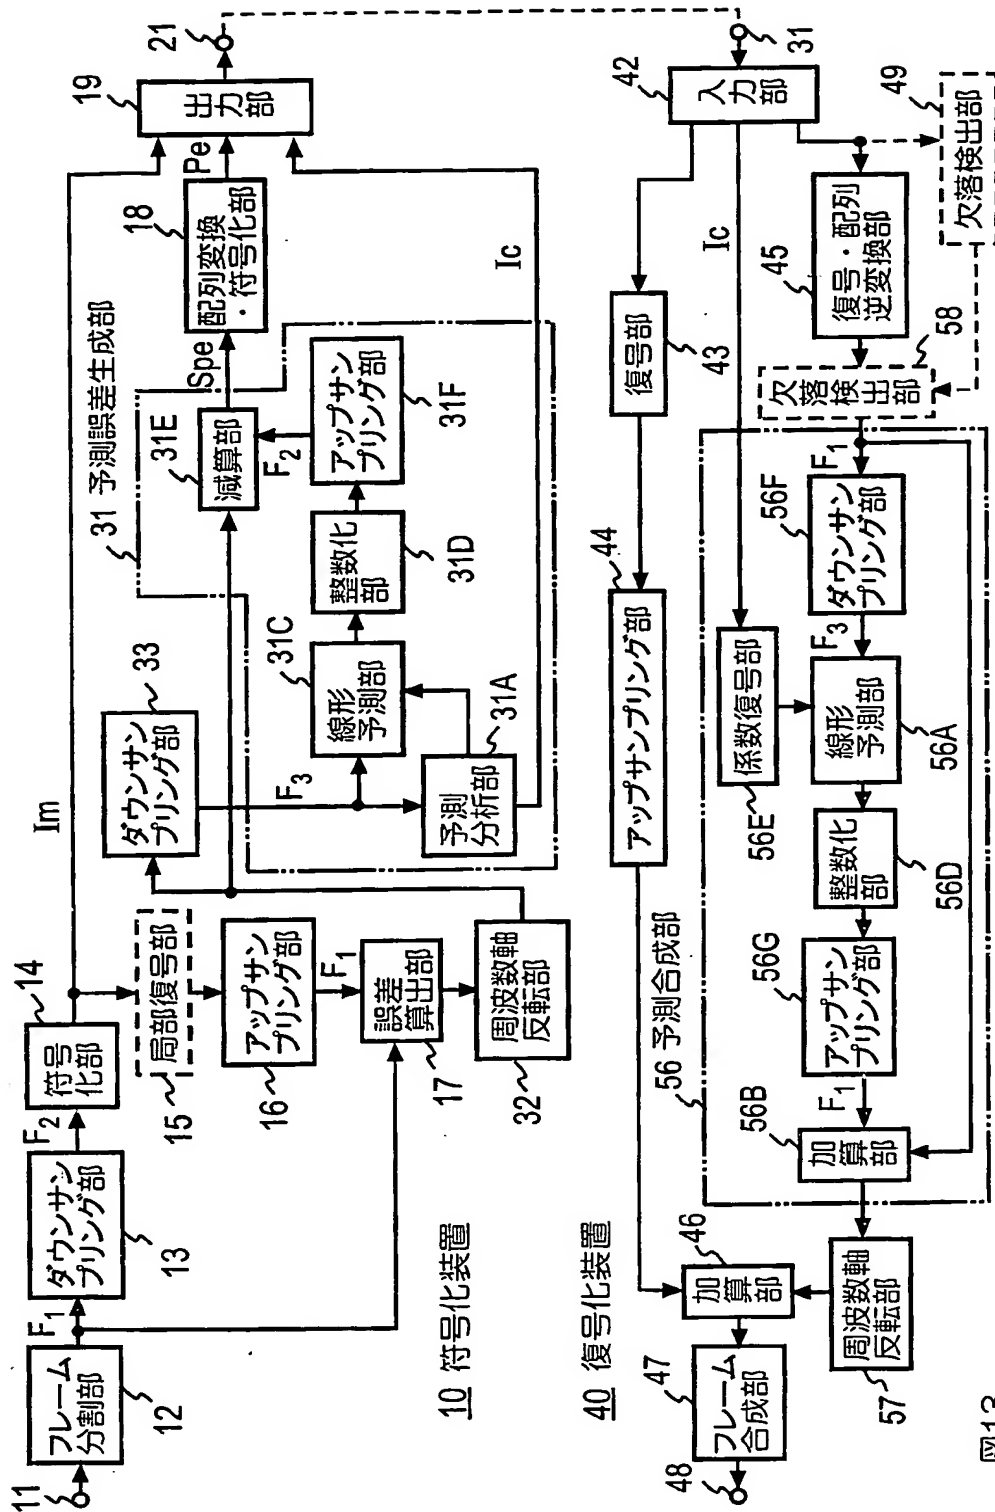 11
フレーム
分割部
12
F1
ダウンサン
プリング部
13
F2
符号
化部
14
Im
局部復号部
15
アップサン
プリング部
16
F1
誤差
算出部
17
周波数軸
反転部
32
ダウンサン
プリング部
33
F3
31 予測誤差生成部
予測
分析部
31A
線形
予測部
31C
整数化
部
31D
アップサン
プリング部
31F
F2
減算部
31E
Spe
配列変換
・符号化部
18
Pe
Ic
出力部
19
21
10 符号化装置
40 復号化装置
31
入力部
42
復号部
43
アップサンプリング部
44
Ic
復号・配列
逆変換部
45
欠落検出部
49
欠落
検出
部
58
56 予測合成部
F1
ダウンサン
プリング部
56F
F3
係数復号部
56E
線形
予測部
56A
整数化
部
56D
アップサン
プリング部
56G
F1
加算
部
56B
周波数軸
反転部
57
加算
部
46
フレーム
合成部
47
48
図13